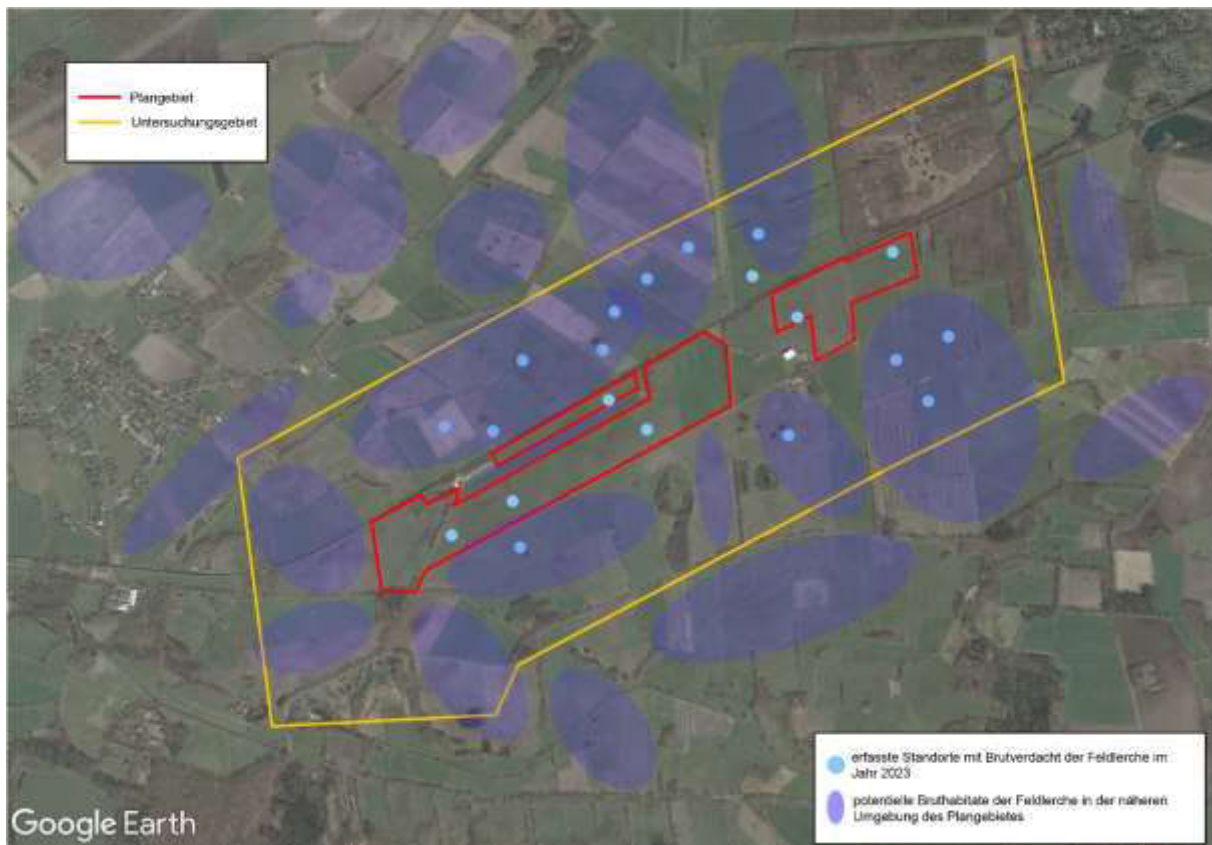 Plangebiet
Untersuchungsgebiet
erfasste Standorte mit Brutverdacht der Feldlerche im
Jahr 2023
potentielle Bruthabitate der Feldlerche in der näheren
Umgebung des Plangebietes
Google Earth